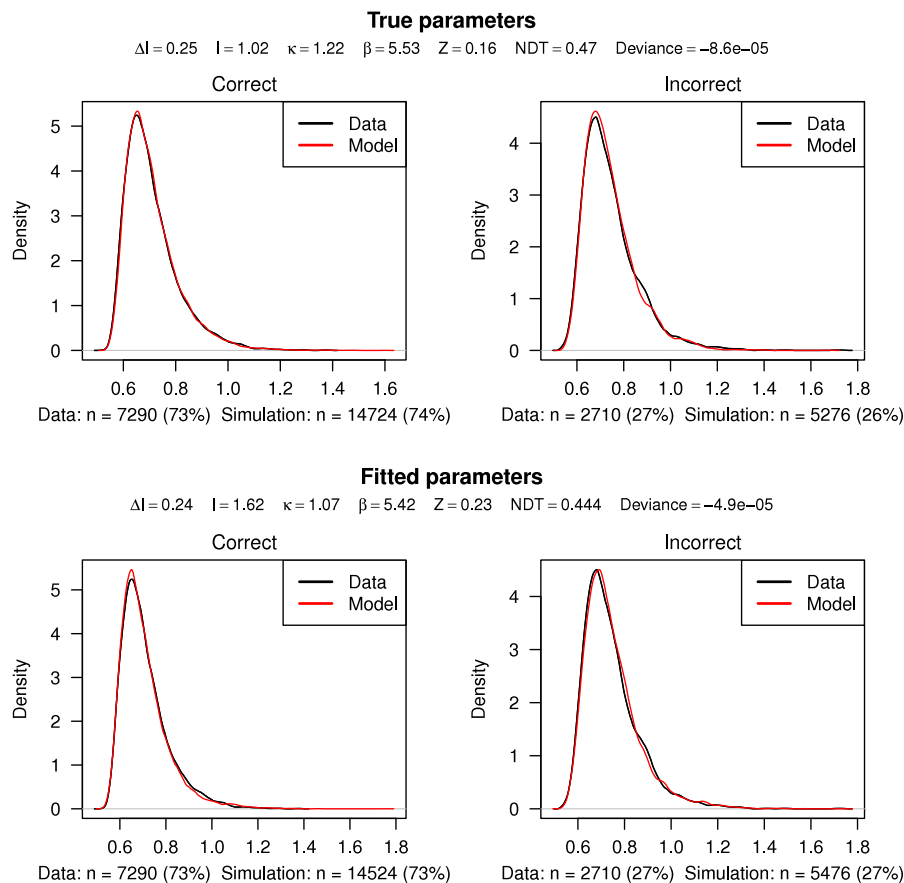 True parameters
ΔI = 0.25 I = 1.02 κ = 1.22 β = 5.53 Z = 0.16 NDT = 0.47 Deviance = −8.6e−05
Correct
Incorrect
Data
Model
Data
Model
Density
5
4
3
2
1
0
0.6 0.8 1.0 1.2 1.4 1.6
Data: n = 7290 (73%) Simulation: n = 14724 (74%)
Density
4
3
2
1
0
0.6 0.8 1.0 1.2 1.4 1.6 1.8
Data: n = 2710 (27%) Simulation: n = 5276 (26%)
Fitted parameters
ΔI = 0.24 I = 1.62 κ = 1.07 β = 5.42 Z = 0.23 NDT = 0.444 Deviance = −4.9e−05
Correct
Incorrect
Data
Model
Data
Model
Density
5
4
3
2
1
0
0.6 0.8 1.0 1.2 1.4 1.6 1.8
Data: n = 7290 (73%) Simulation: n = 14524 (73%)
Density
4
3
2
1
0
0.6 0.8 1.0 1.2 1.4 1.6 1.8
Data: n = 2710 (27%) Simulation: n = 5476 (27%)